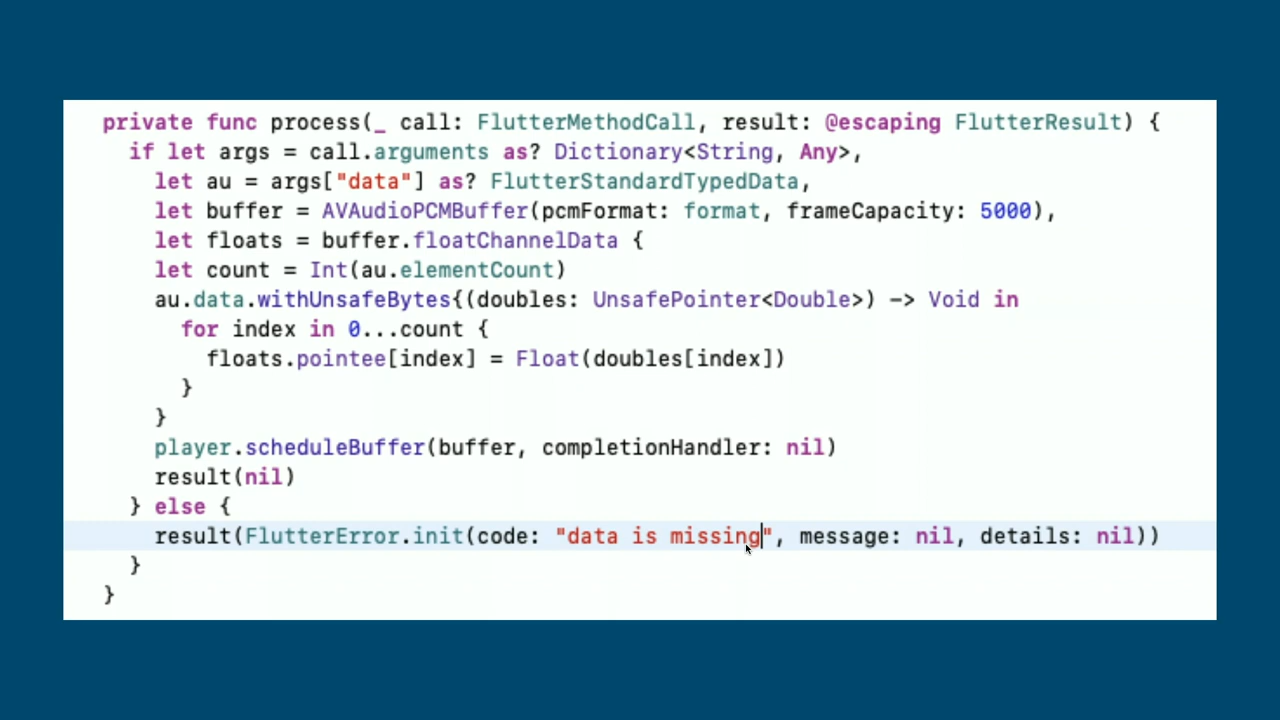 private func process(_ call: FlutterMethodCall, result: @escaping FlutterResult) {
if let args = call.arguments as? Dictionary<String, Any>,
let au = args["data"] as? FlutterStandardTypedData,
let buffer = AVAudioPCMBuffer(pcmFormat: format, frameCapacity: 5000),
let floats = buffer.floatChannelData {
let count = Int(au.elementCount)
au.data.withUnsafeBytes{(doubles: UnsafePointer<Double>) -> Void in
for index in 0...count {
floats.pointee[index] = Float(doubles[index])
}
}
player.scheduleBuffer(buffer, completionHandler: nil)
result(nil)
} else {
result(FlutterError.init(code: "data is missing", message: nil, details: nil))
}
}